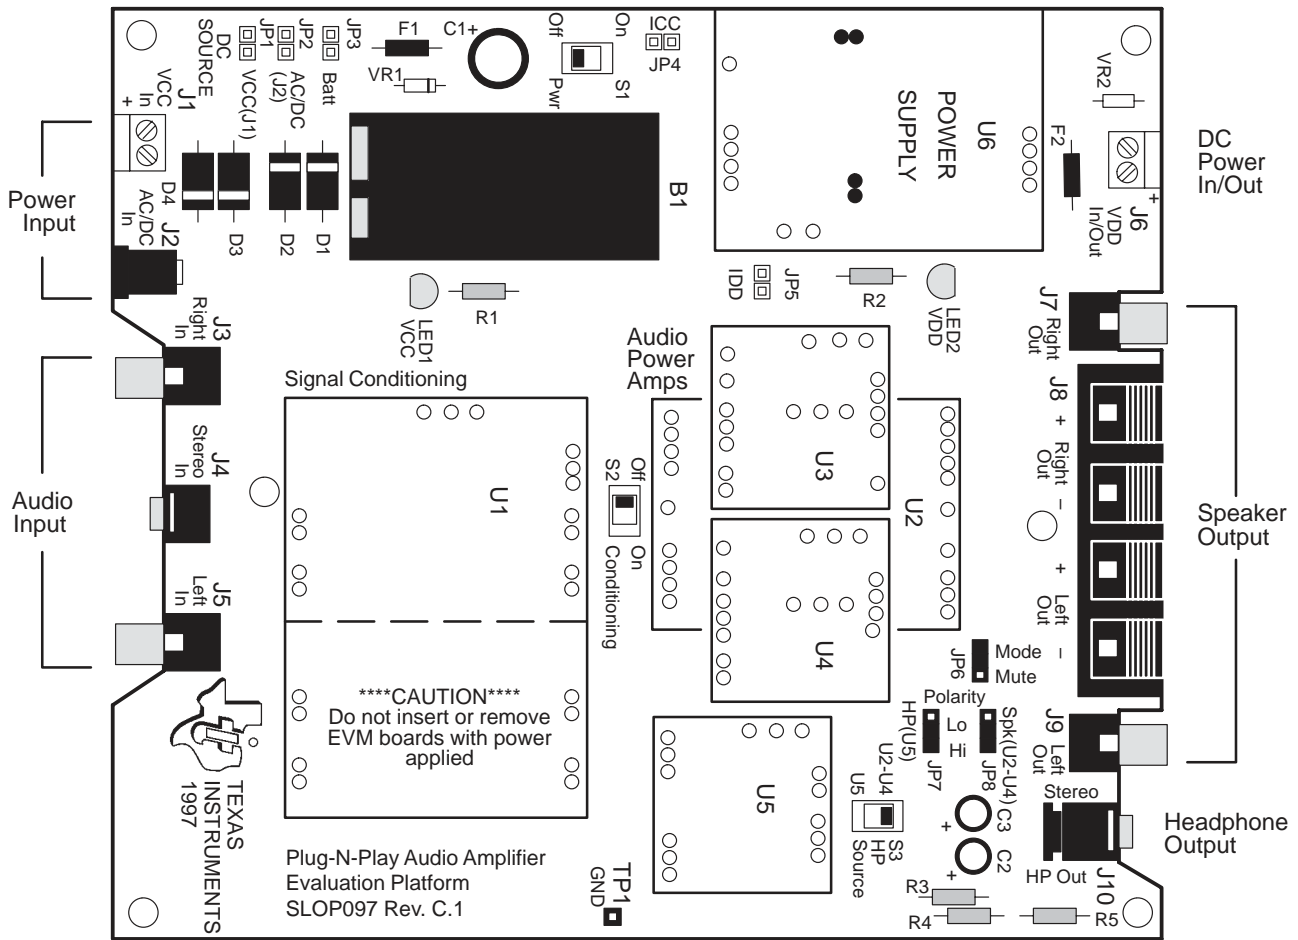 DC
SOURCE
JP1
JP2
JP3
VCC(J1)
AC/DC
(J2)
Batt
F1
VR1
C1+
Off
On
Pwr
S1
ICC
JP4
U6
POWER
SUPPLY
VR2
F2
J6
VDD
In/Out
+
DC
Power
In/Out
J1
VCC
In
+
Power
Input
D4
AC/DC
In
J2
D3
D2
D1
B1
LED1
VCC
R1
IDD
JP5
R2
LED2
VDD
J3
Right
In
J7
Right
Out
Signal Conditioning
Audio
Power
Amps
U3
J8
+
Right
Out
–
+
Left
Out
–
J4
Stereo
In
Audio
Input
U1
S2
Off
On
Conditioning
U2
Speaker
Output
J5
Left
In
U4
JP6
Mode
Mute
****CAUTION****
Do not insert or remove
EVM boards with power
applied
Polarity
HP(U5)
Lo
Hi
JP7
Spk(U2-U4)
JP8
J9
Left
Out
TEXAS
INSTRUMENTS
1997
U5
U2-U4
U5
S3
HP
Source
+
C3
C2
+
Stereo
HP Out
J10
Headphone
Output
Plug-N-Play Audio Amplifier
Evaluation Platform
SLOP097 Rev. C.1
TP1
GND
R3
R4
R5